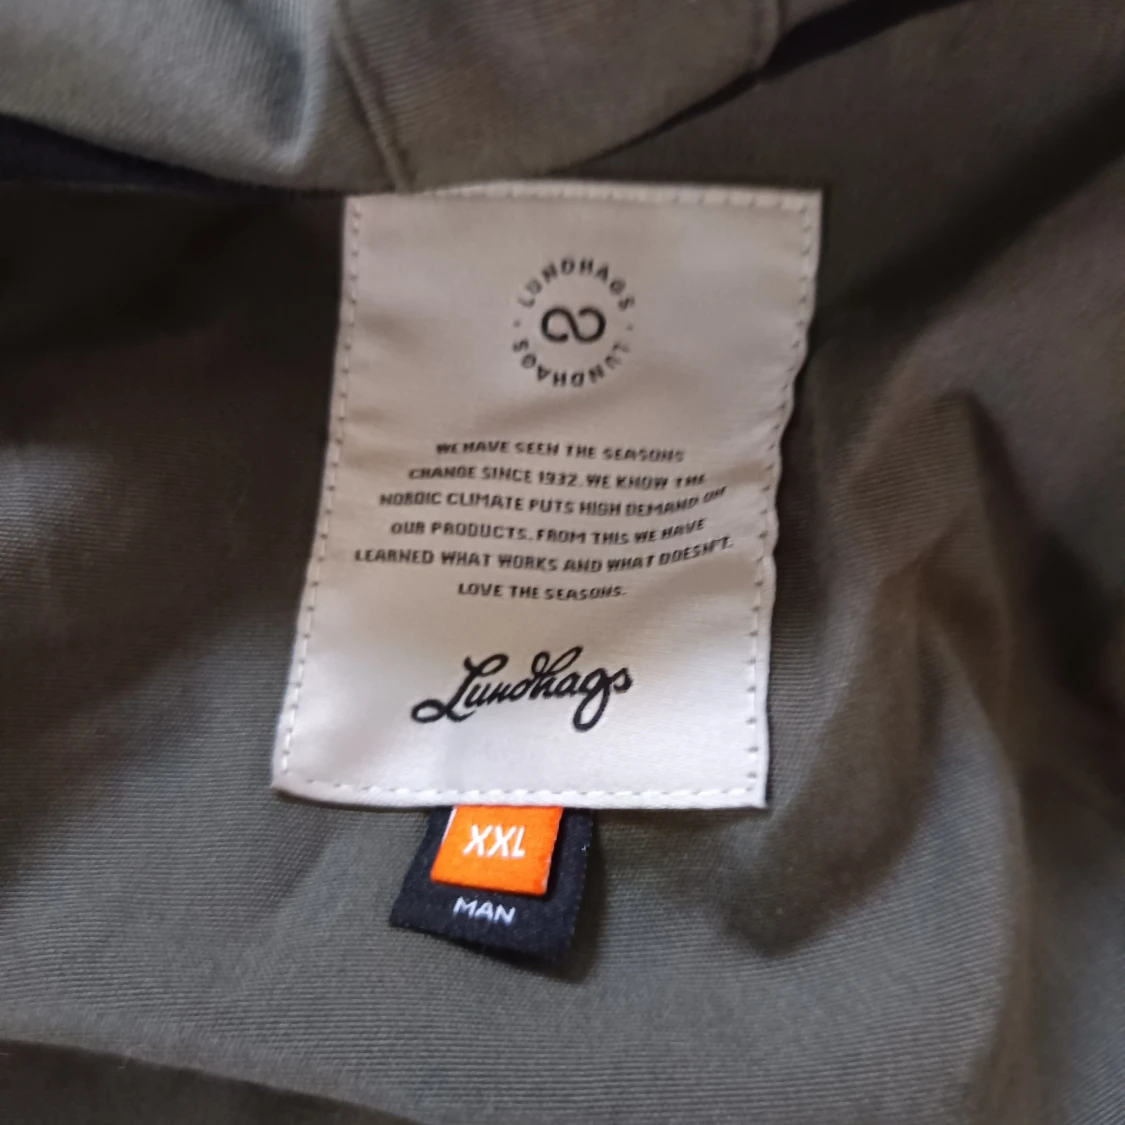 LUNDHAGS · LUNDHAGS ·
WE HAVE SEEN THE SEASONS
CHANGE SINCE 1932. WE KNOW THE
NORDIC CLIMATE PUTS HIGH DEMAND ON
OUR PRODUCTS. FROM THIS WE HAVE
LEARNED WHAT WORKS AND WHAT DOESN'T.
LOVE THE SEASONS.
Lundhags
XXL
MAN